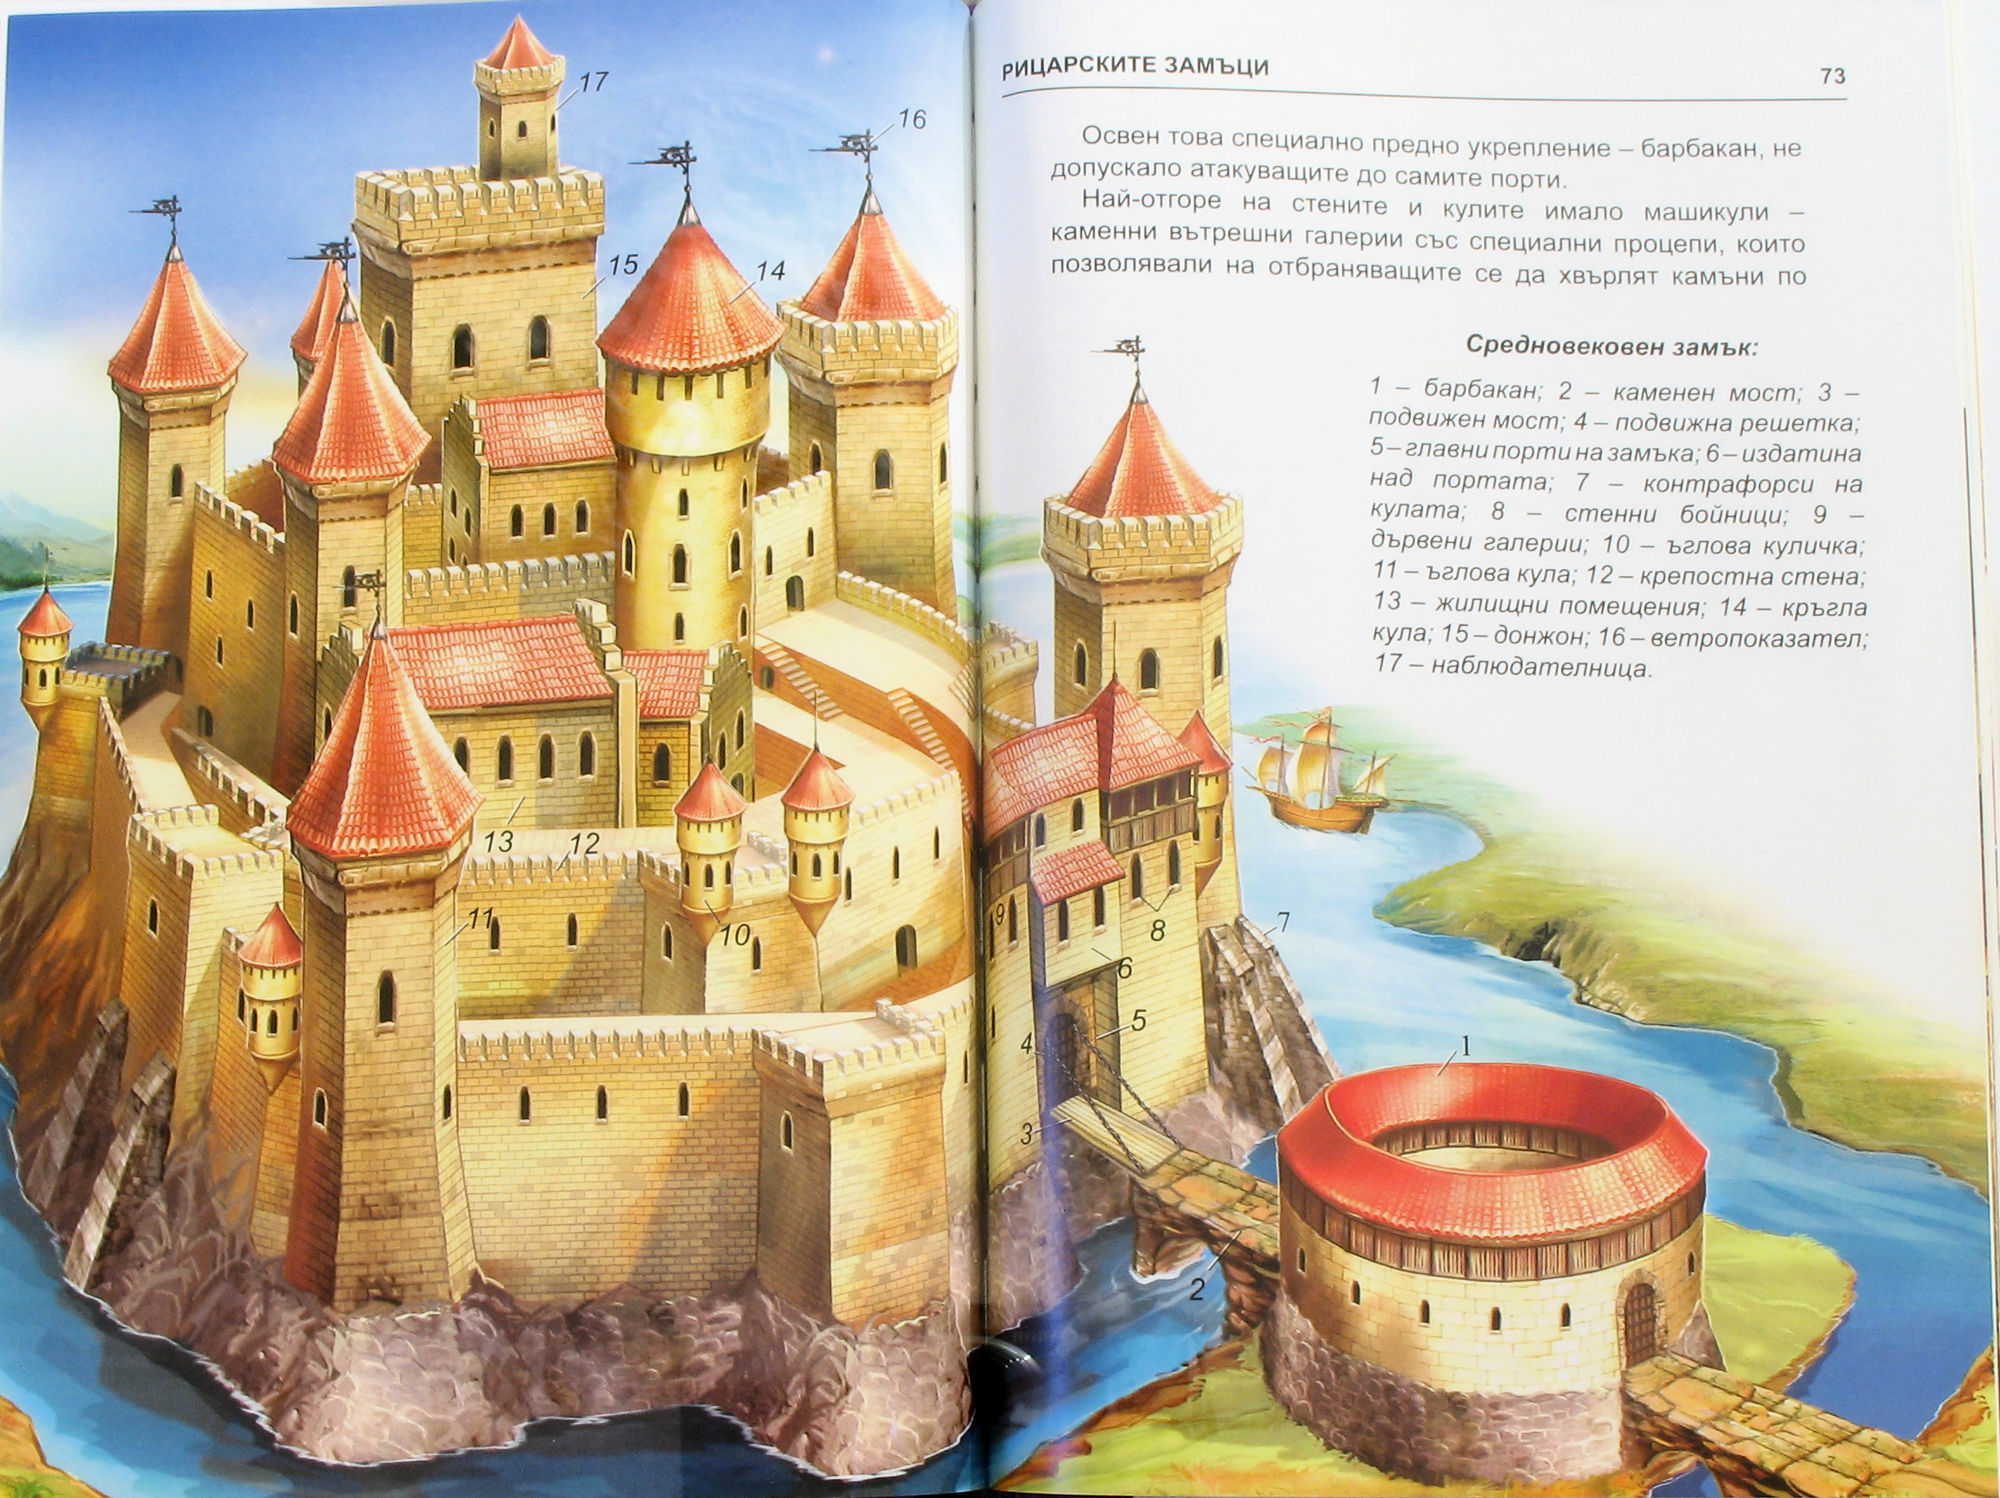 17
16
15
14
13
12
11
10
РИЦАРСКИТЕ ЗАМЪЦИ
73
Освен това специално предно укрепление – барбакан, не
допускало атакуващите до самите порти.
Най-отгоре на стените и кулите имало машикули –
каменни вътрешни галерии със специални процепи, които
позволявали на отбраняващите се да хвърлят камъни по
Средновековен замък:
1 – барбакан; 2 – каменен мост; 3 –
подвижен мост; 4 – подвижна решетка;
5 – главни порти на замъка; 6 – издатина
над портата; 7 – контрафорси на
кулата; 8 – стенни бойници; 9 –
дървени галерии; 10 – ъглова куличка;
11 – ъглова кула; 12 – крепостна стена;
13 – жилищни помещения; 14 – кръгла
кула; 15 – донжон; 16 – ветропоказател;
17 – наблюдателница.
9
8
7
6
5
4
1
3
2